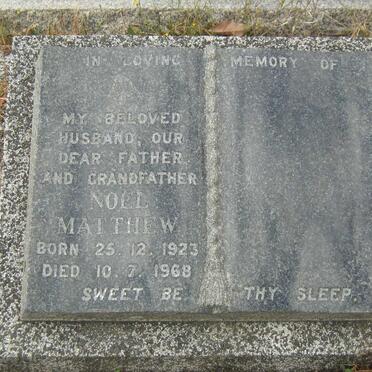 IN LOVING MEMORY OF
MY BELOVED
HUSBAND, OUR
DEAR FATHER
AND GRANDFATHER
NOEL
MATTHEW
BORN 25. 12. 1923
DIED 10. 7. 1968
SWEET BE THY SLEEP.